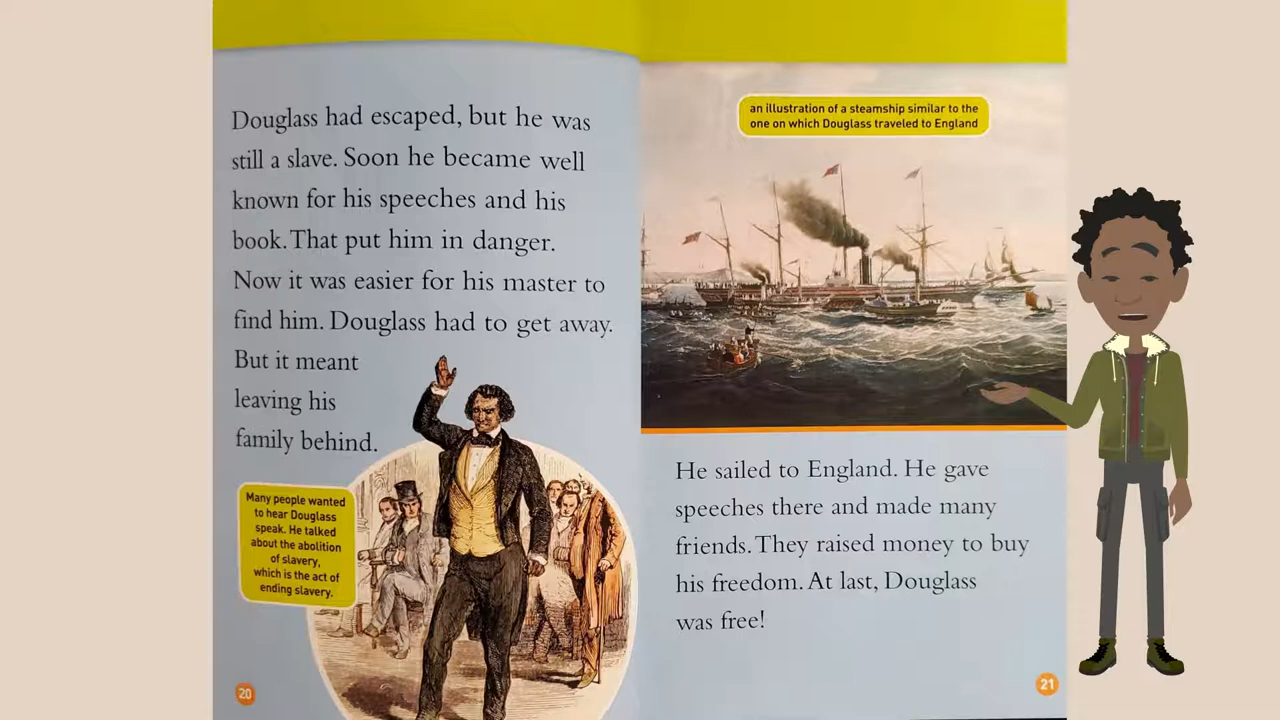 Douglass had escaped, but he was
still a slave. Soon he became well
known for his speeches and his
book. That put him in danger.
Now it was easier for his master to
find him. Douglass had to get away.
But it meant
leaving his
family behind.
Many people wanted
to hear Douglass
speak. He talked
about the abolition
of slavery,
which is the act of
ending slavery.
20
an illustration of a steamship similar to the
one on which Douglass traveled to England
He sailed to England. He gave
speeches there and made many
friends. They raised money to buy
his freedom. At last, Douglass
was free!
21